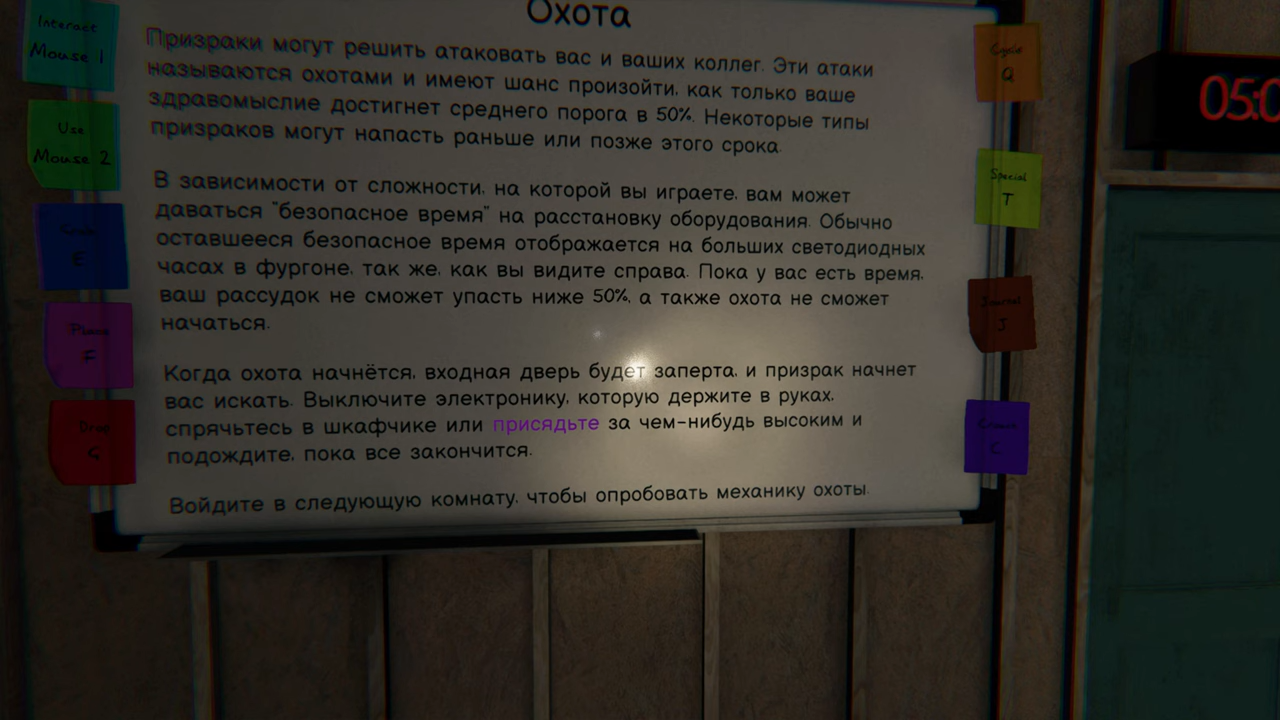 Охота
Призраки могут решить атаковать вас и ваших коллег. Эти атаки
называются охотами и имеют шанс произойти, как только ваше
здравомыслие достигнет среднего порога в 50%. Некоторые типы
призраков могут напасть раньше или позже этого срока.
В зависимости от сложности, на которой вы играете, вам может
даваться "безопасное время" на расстановку оборудования. Обычно
оставшееся безопасное время отображается на больших светодиодных
часах в фургоне, так же, как вы видите справа. Пока у вас есть время,
ваш рассудок не сможет упасть ниже 50%, а также охота не сможет
начаться.
Когда охота начнётся, входная дверь будет заперта, и призрак начнет
вас искать. Выключите электронику, которую держите в руках,
спрячьтесь в шкафчике или присядьте за чем-нибудь высоким и
подождите, пока все закончится.
Войдите в следующую комнату, чтобы опробовать механику охоты.
Interact
Mouse 1
Use
Mouse 2
E
Place
F
Drop
G
Cycle
Q
Special
T
Journal
J
Crouch
C
05:0